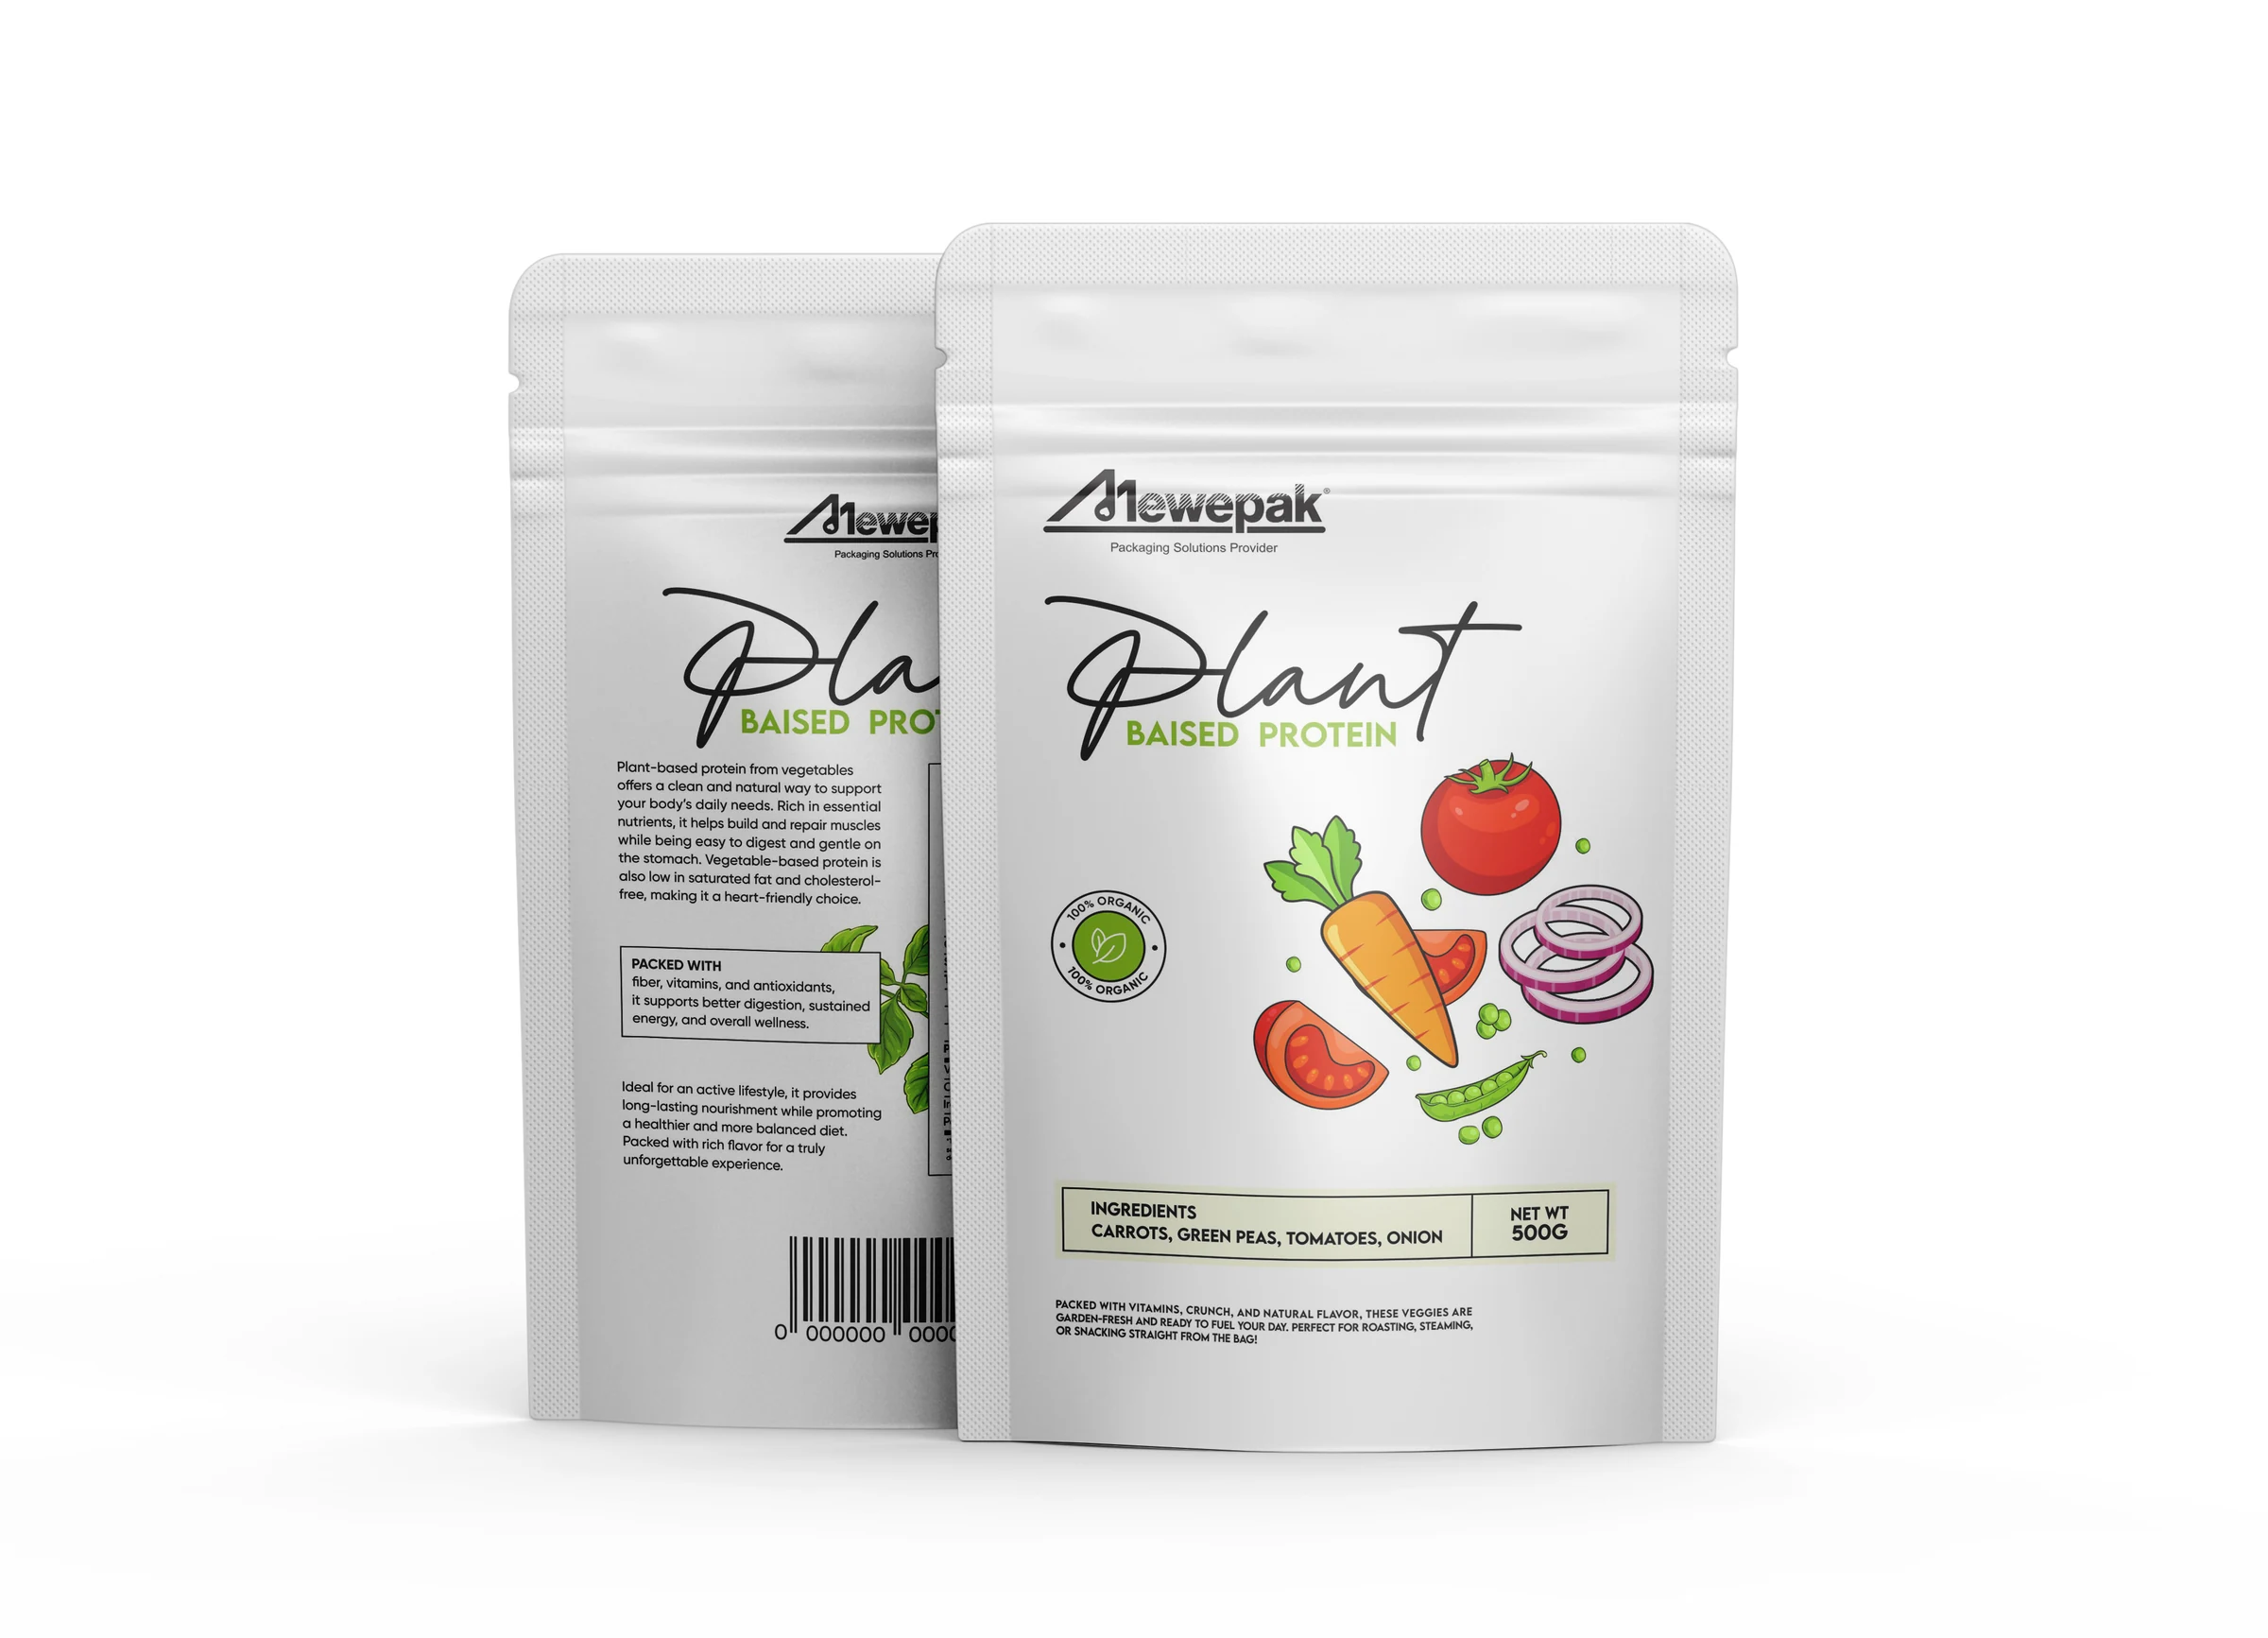 Mewepak®
Packaging Solutions Provider
Plant
BAISED PROTEIN
100% ORGANIC
100% ORGANIC
INGREDIENTS
CARROTS, GREEN PEAS, TOMATOES, ONION
NET WT
500G
PACKED WITH VITAMINS, CRUNCH, AND NATURAL FLAVOR, THESE VEGGIES ARE
GARDEN-FRESH AND READY TO FUEL YOUR DAY. PERFECT FOR ROASTING, STEAMING,
OR SNACKING STRAIGHT FROM THE BAG!
Mewep
Packaging Solutions Pro
Pla
BAISED PROT
Plant-based protein from vegetables
offers a clean and natural way to support
your body's daily needs. Rich in essential
nutrients, it helps build and repair muscles
while being easy to digest and gentle on
the stomach. Vegetable-based protein is
also low in saturated fat and cholesterol-
free, making it a heart-friendly choice.
PACKED WITH
fiber, vitamins, and antioxidants,
it supports better digestion, sustained
energy, and overall wellness.
Ideal for an active lifestyle, it provides
long-lasting nourishment while promoting
a healthier and more balanced diet.
Packed with rich flavor for a truly
unforgettable experience.
0 000000 000